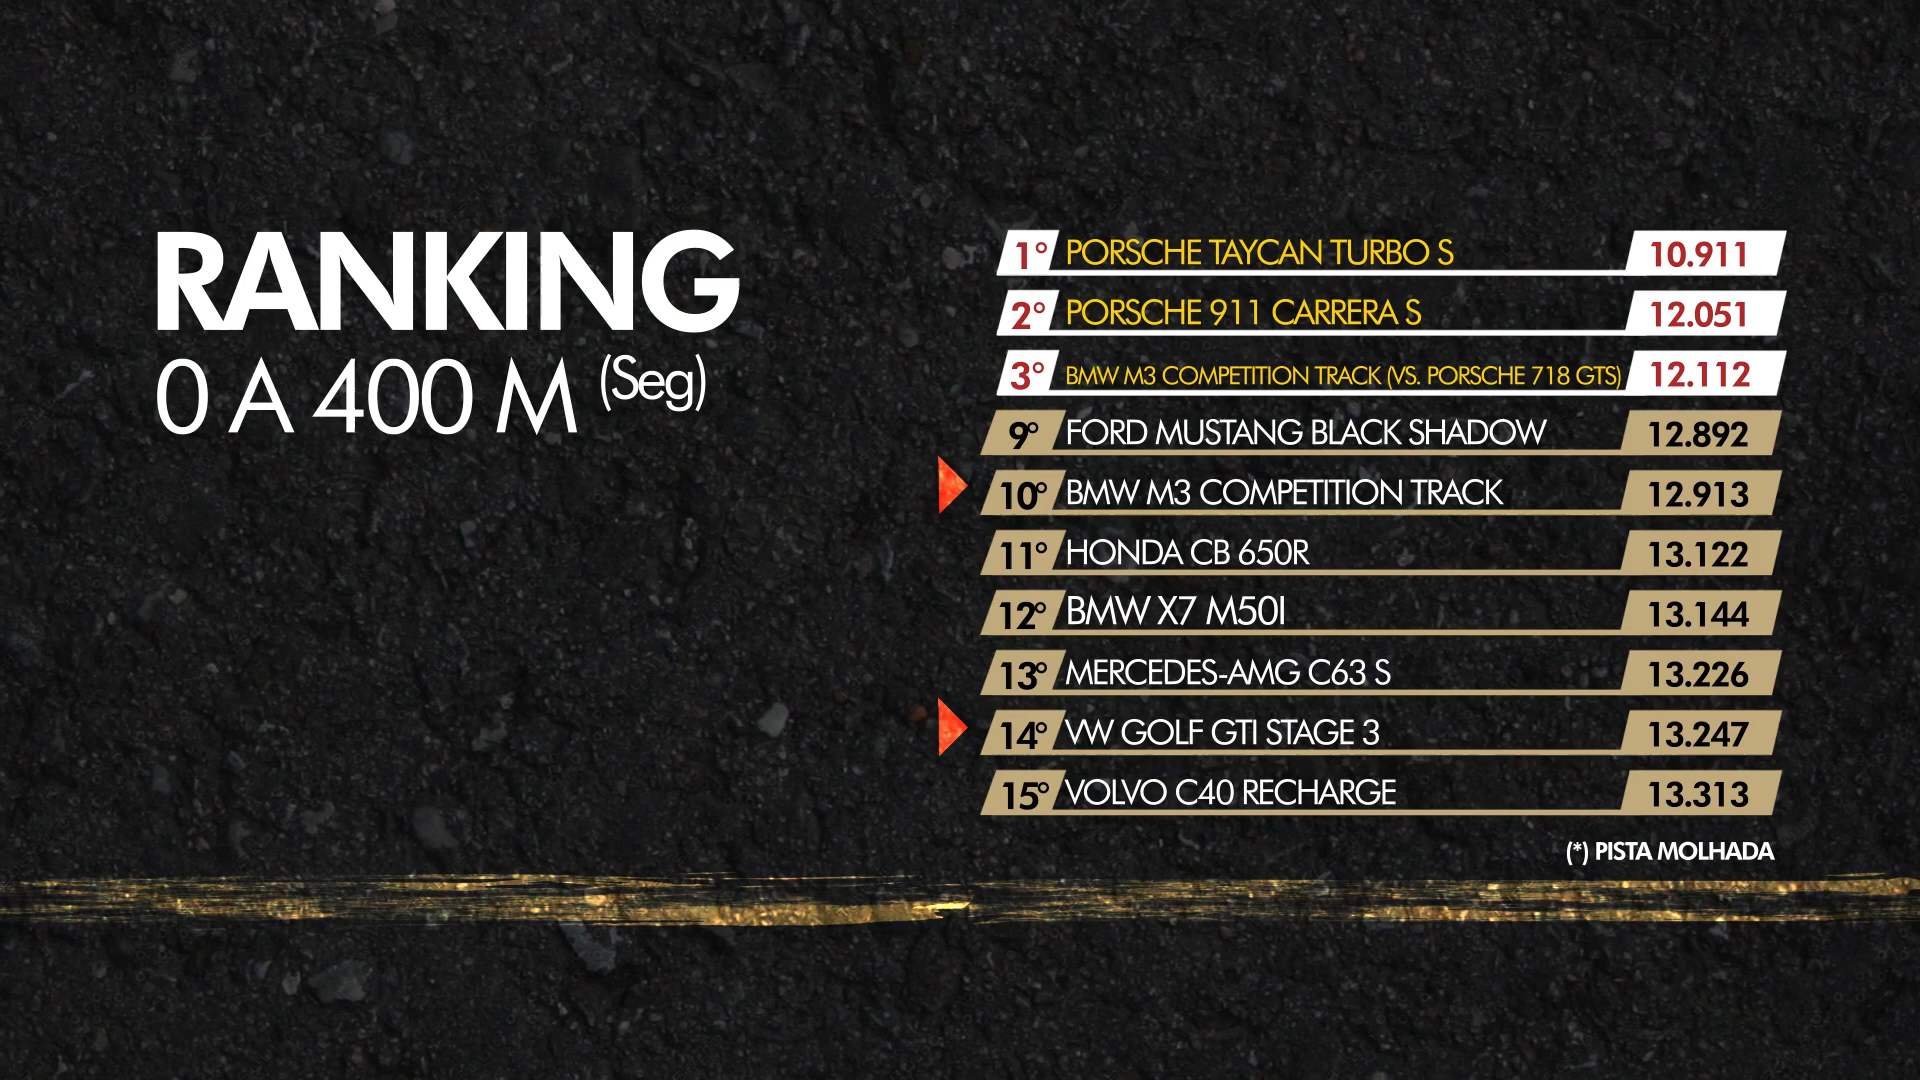 RANKING
0 A 400 M (Seg)
1° PORSCHE TAYCAN TURBO S 10.911
2° PORSCHE 911 CARRERA S 12.051
3° BMW M3 COMPETITION TRACK (VS. PORSCHE 718 GTS) 12.112
9° FORD MUSTANG BLACK SHADOW 12.892
10° BMW M3 COMPETITION TRACK 12.913
11° HONDA CB 650R 13.122
12° BMW X7 M50I 13.144
13° MERCEDES-AMG C63 S 13.226
14° VW GOLF GTI STAGE 3 13.247
15° VOLVO C40 RECHARGE 13.313
(*) PISTA MOLHADA